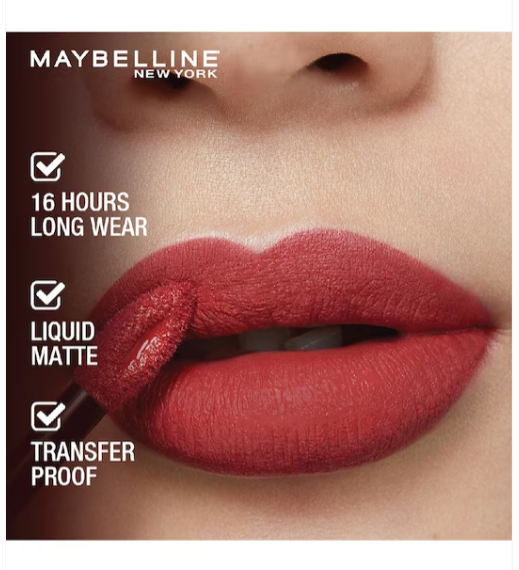 MAYBELLINE
NEW YORK
16 HOURS
LONG WEAR
LIQUID
MATTE
TRANSFER
PROOF